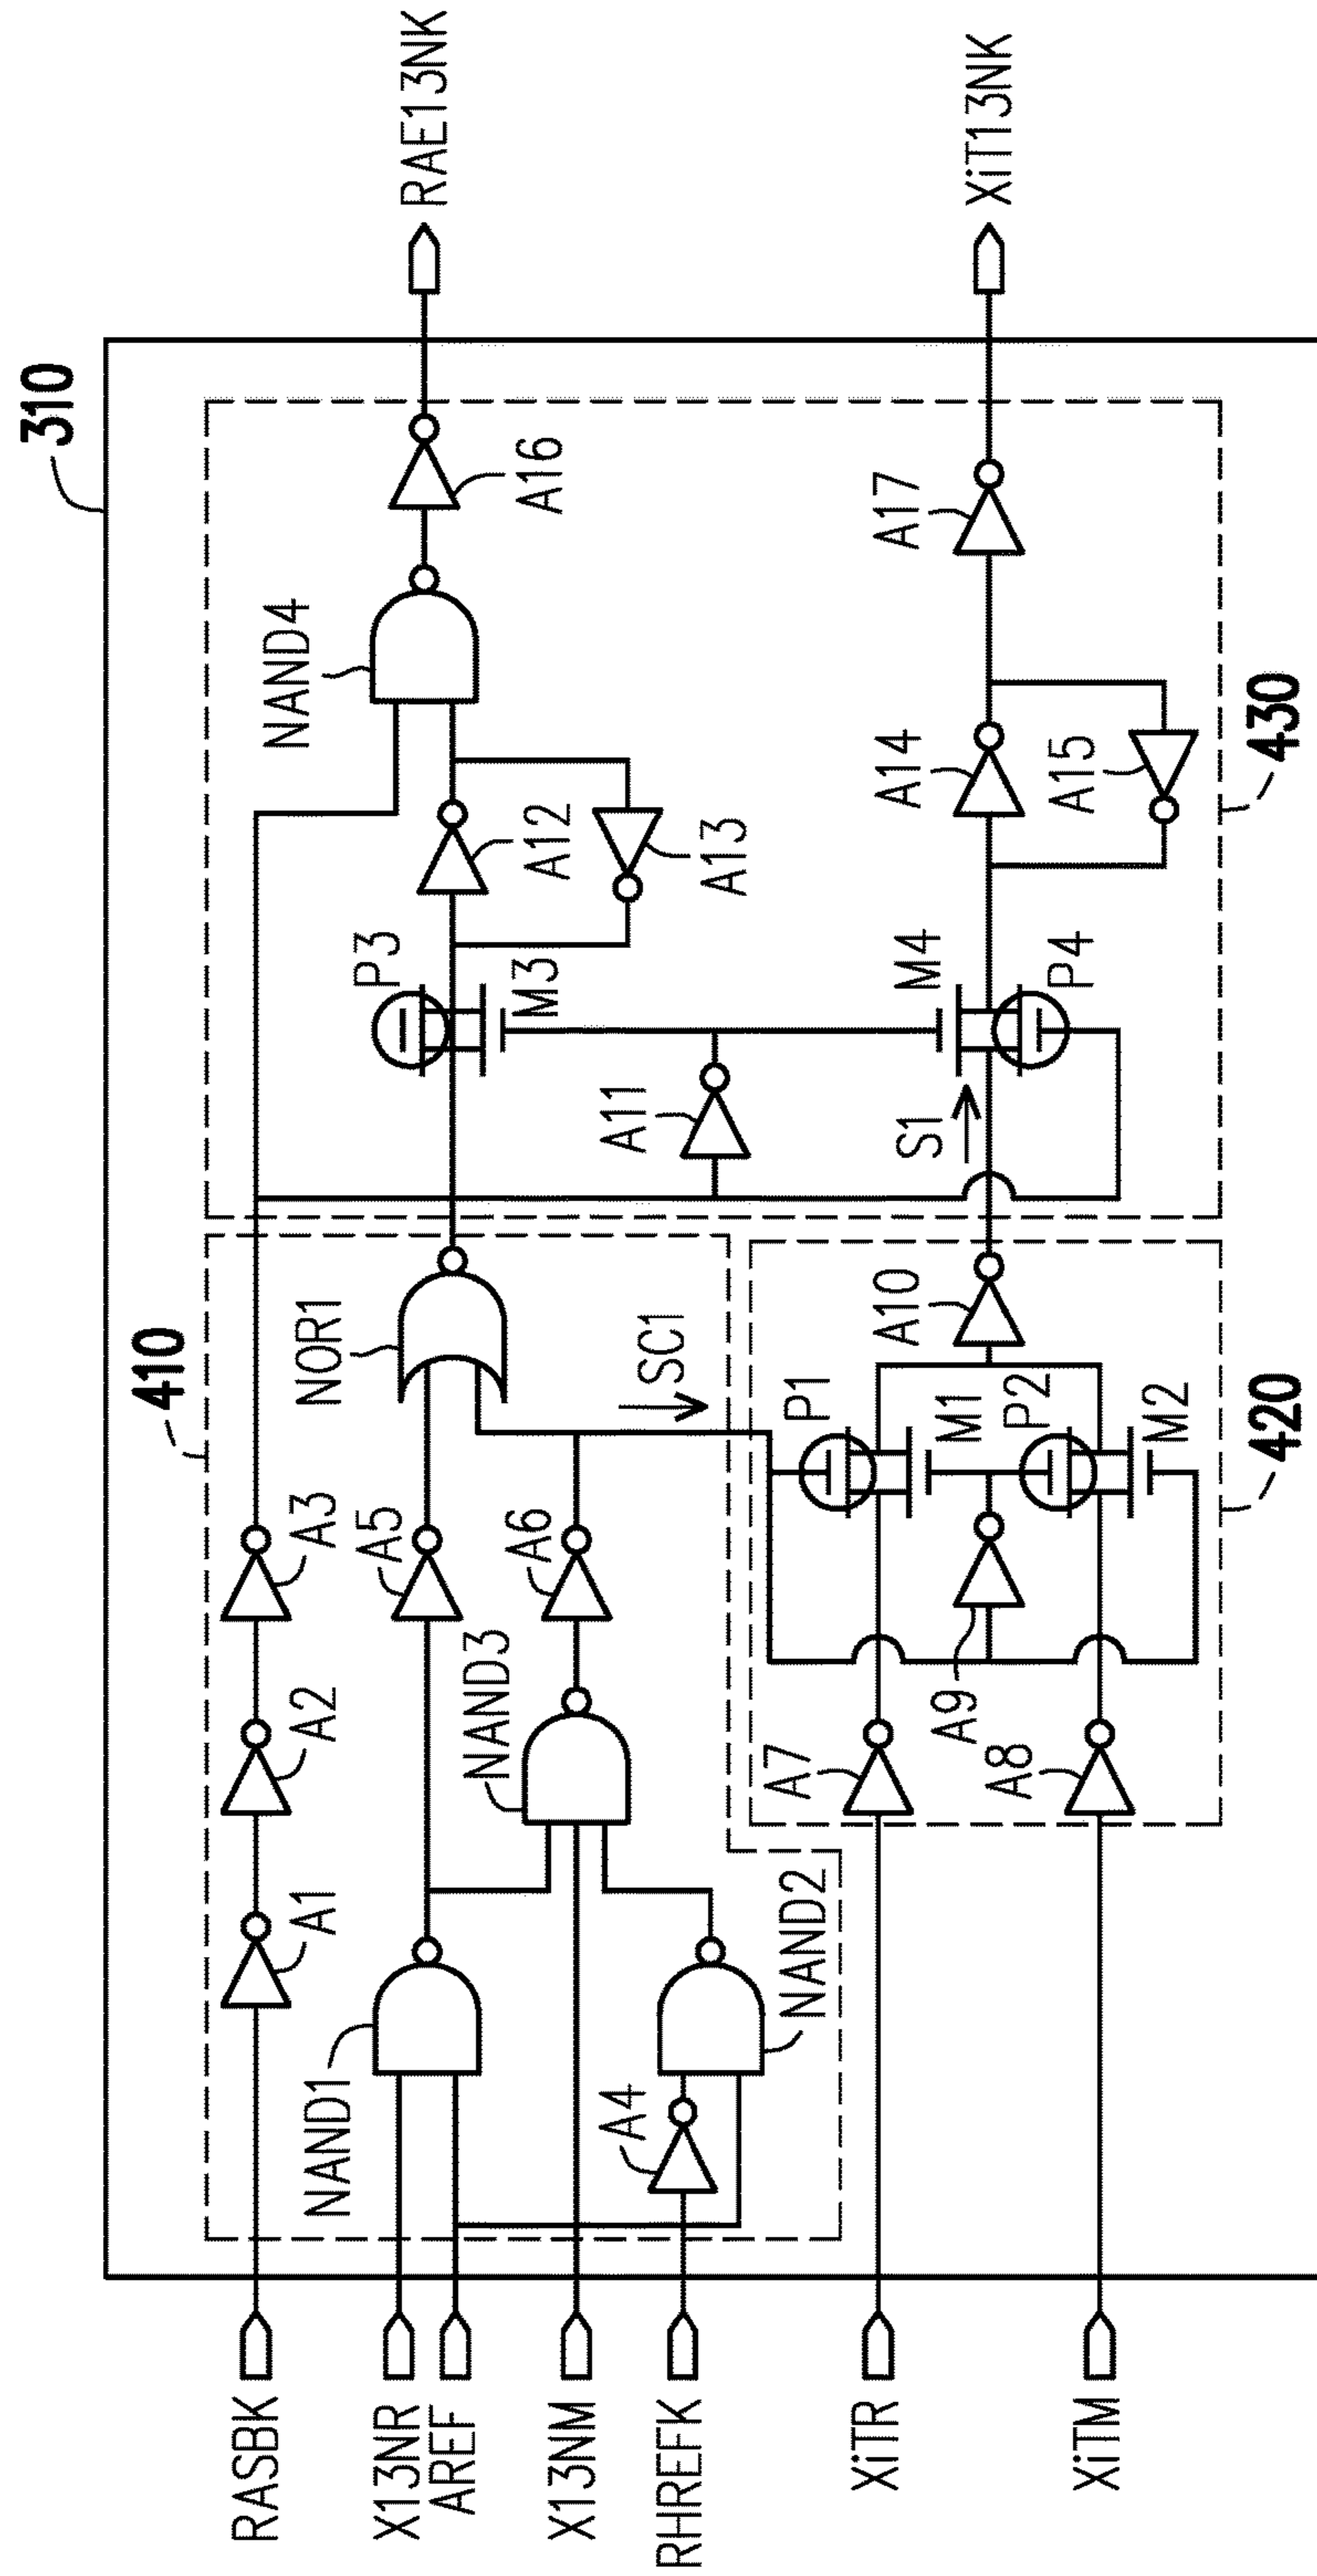 310
410
RASBK
A1
A2
A3
NAND4
A16
RAE13NK
X13NR
AREF
NAND1
A5
NOR1
P3
M3
A12
A13
X13NM
NAND3
A6
SC1
A11
RHREFK
A4
NAND2
XiTR
A7
P1
M1
A10
S1
M4
P4
A14
A15
A17
XiT13NK
A9
XiTM
A8
P2
M2
420
430